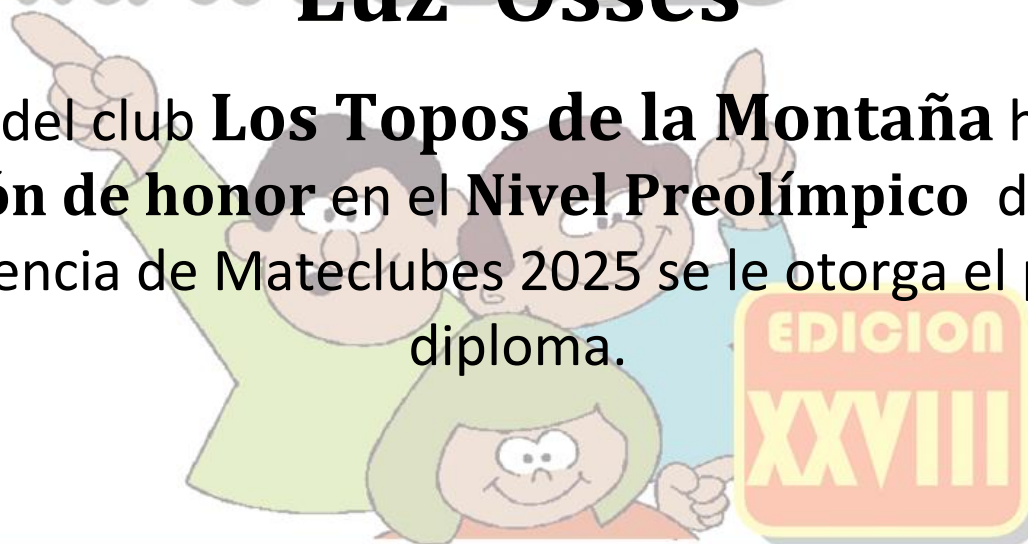 Luz Osses
del club Los Topos de la Montaña h
ón de honor en el Nivel Preolímpico d
encia de Mateclubes 2025 se le otorga el p
diploma.
EDICION
XXVIII